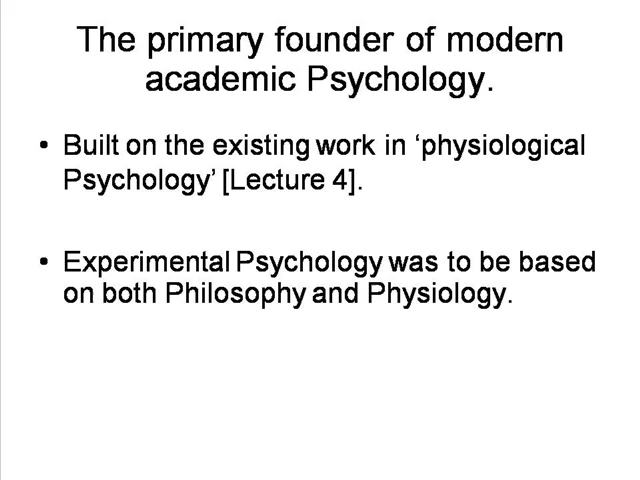 The primary founder of modern
academic Psychology.
• Built on the existing work in ‘physiological
Psychology’ [Lecture 4].
• Experimental Psychology was to be based
on both Philosophy and Physiology.